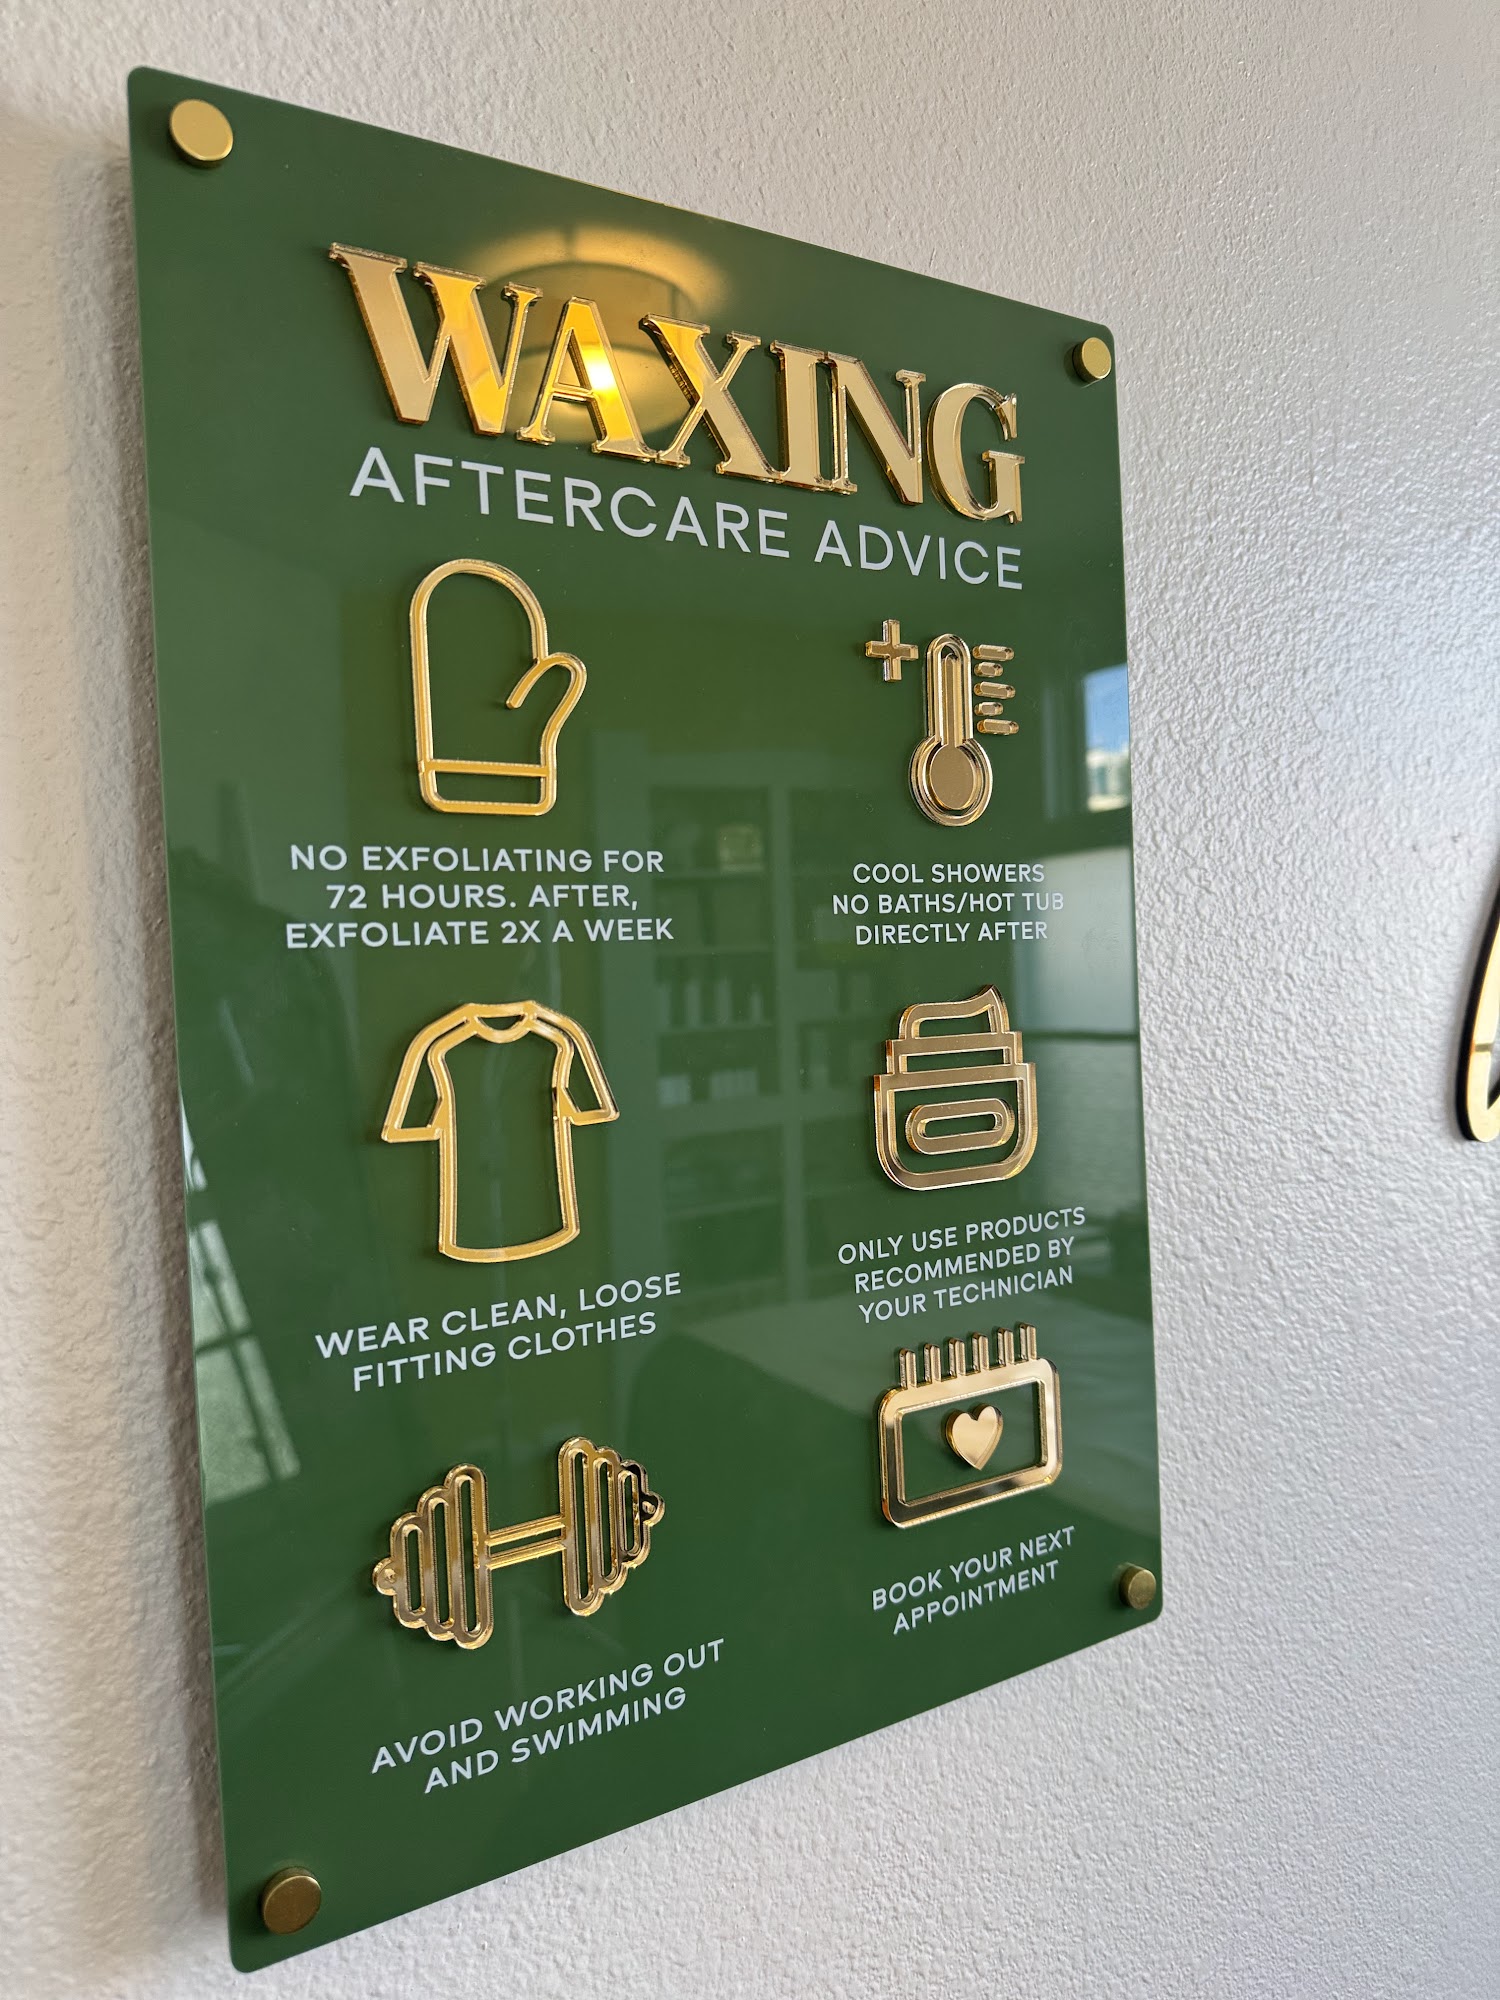 WAXING
AFTERCARE ADVICE
NO EXFOLIATING FOR
72 HOURS. AFTER,
EXFOLIATE 2X A WEEK
COOL SHOWERS
NO BATHS/HOT TUB
DIRECTLY AFTER
WEAR CLEAN, LOOSE
FITTING CLOTHES
ONLY USE PRODUCTS
RECOMMENDED BY
YOUR TECHNICIAN
AVOID WORKING OUT
AND SWIMMING
BOOK YOUR NEXT
APPOINTMENT